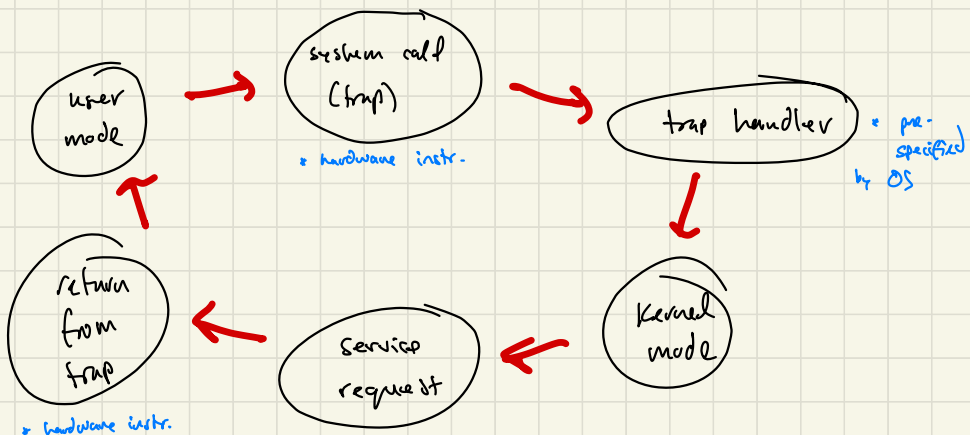 user
mode
system call
(trap)
* hardware instr.
trap handler
* pre-
specified
by OS
Kernel
mode
service
request
return
from
trap
* hardware instr.